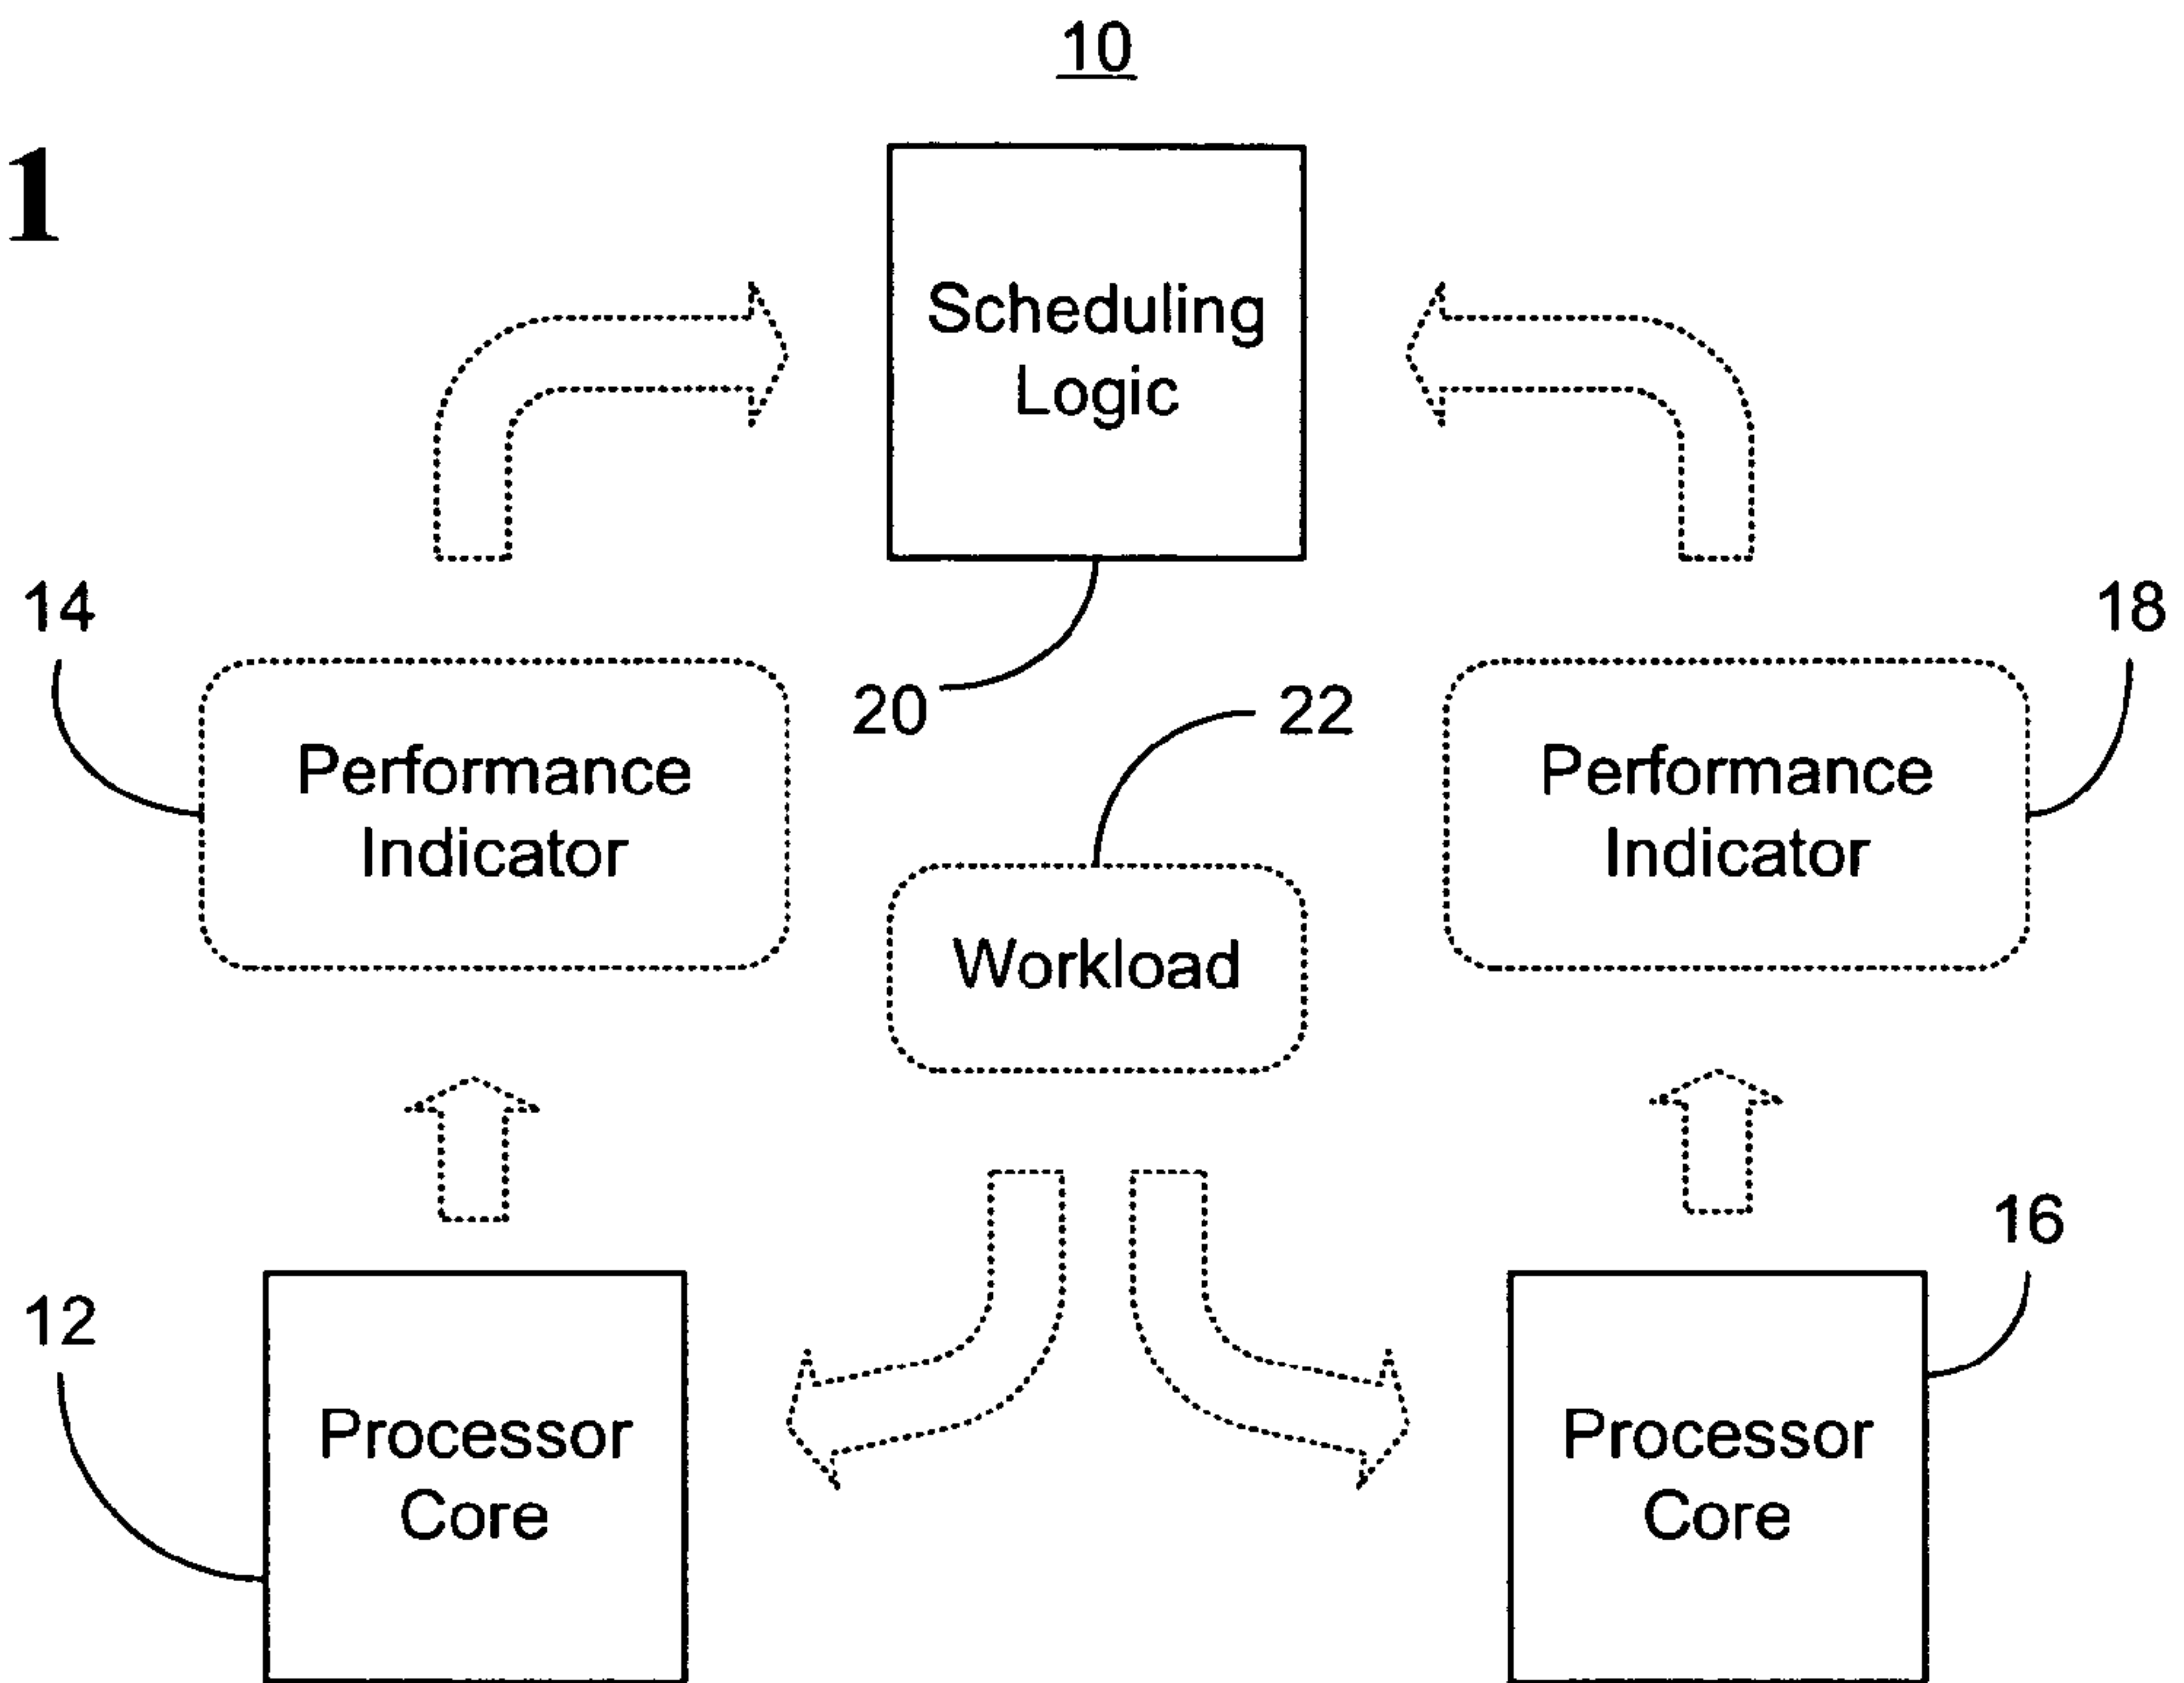 10
1
Scheduling
Logic
14
18
20
22
Performance
Indicator
Performance
Indicator
Workload
16
12
Processor
Core
Processor
Core